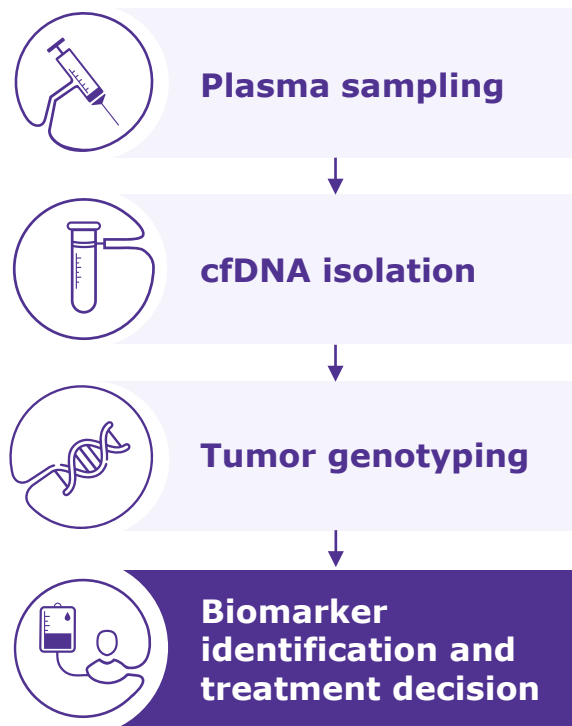 Plasma sampling
cfDNA isolation
Tumor genotyping
Biomarker
identification and
treatment decision